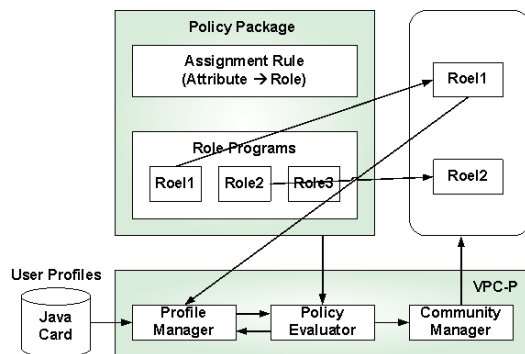 Policy Package
Assignment Rule
(Attribute → Role)
Role Programs
Roel1
Role2
Role3
Roel1
Roel2
User Profiles
Java
Card
VPC-P
Profile
Manager
Policy
Evaluator
Community
Manager